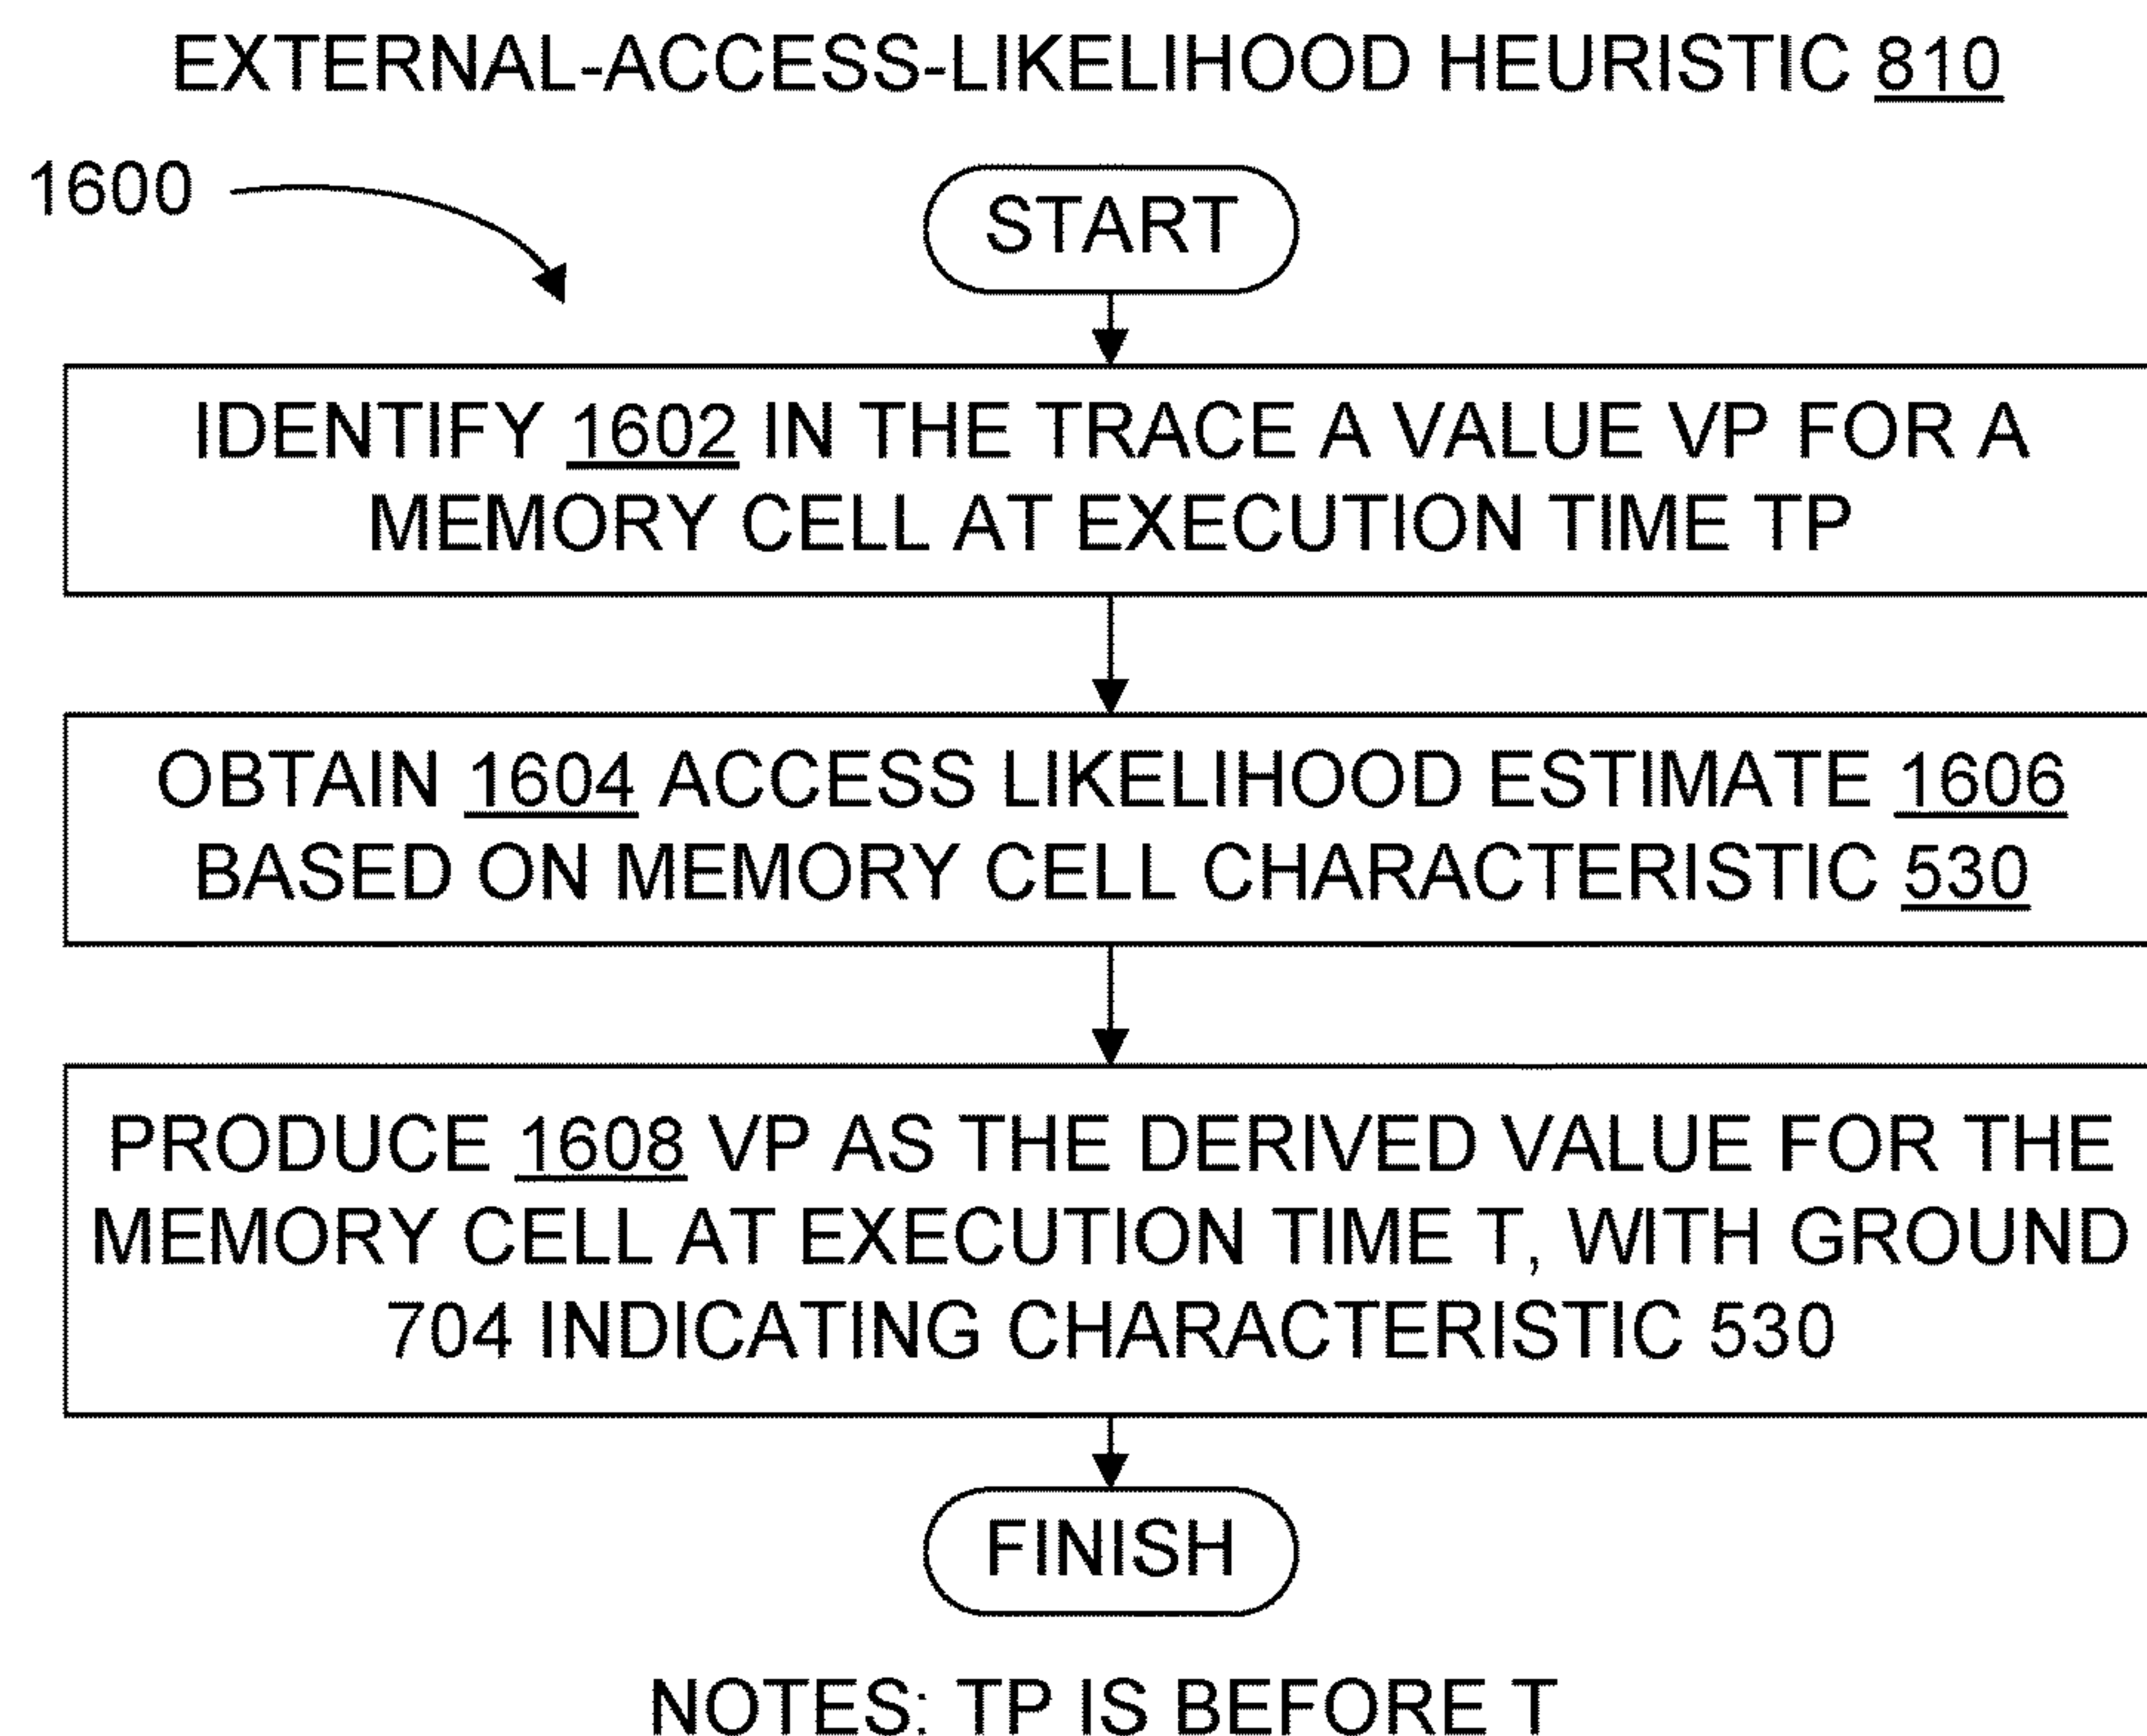 EXTERNAL-ACCESS-LIKELIHOOD HEURISTIC 810
1600
START
IDENTIFY 1602 IN THE TRACE A VALUE VP FOR A
MEMORY CELL AT EXECUTION TIME TP
OBTAIN 1604 ACCESS LIKELIHOOD ESTIMATE 1606
BASED ON MEMORY CELL CHARACTERISTIC 530
PRODUCE 1608 VP AS THE DERIVED VALUE FOR THE
MEMORY CELL AT EXECUTION TIME T, WITH GROUND
704 INDICATING CHARACTERISTIC 530
FINISH
NOTES: TP IS BEFORE T